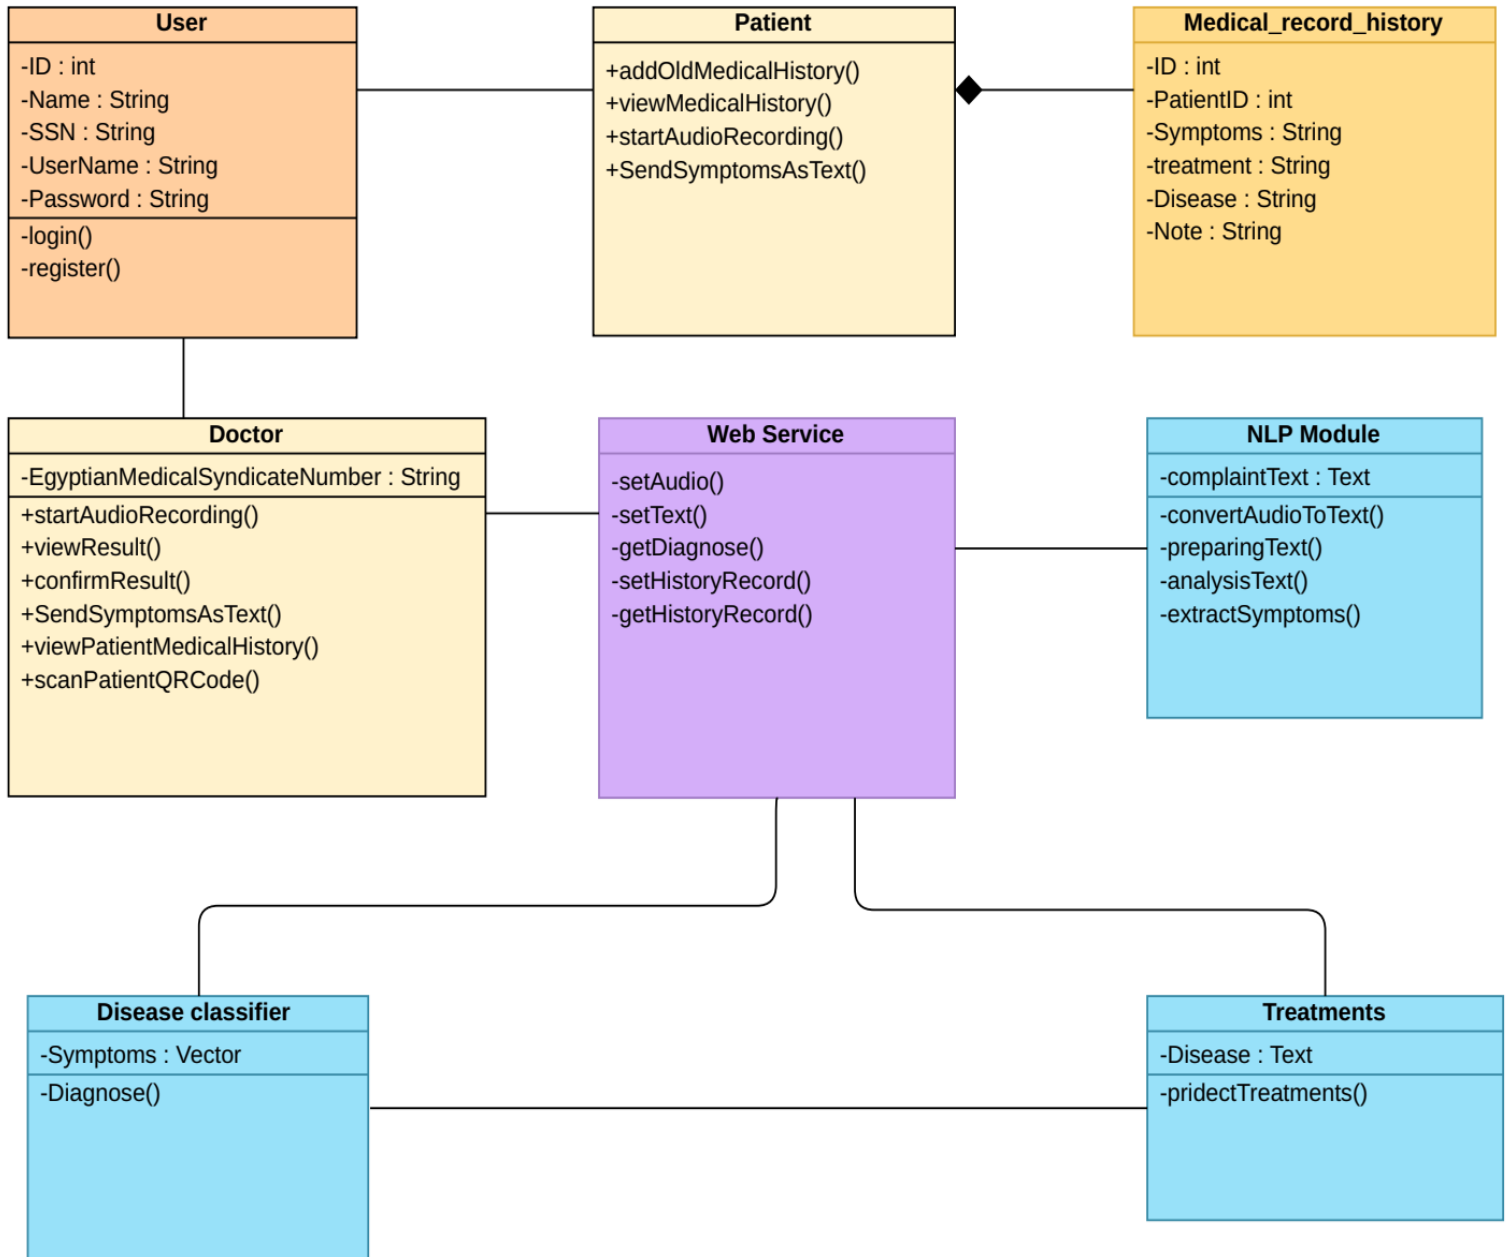 User
-ID : int
-Name : String
-SSN : String
-UserName : String
-Password : String
-login()
-register()
Patient
+addOldMedicalHistory()
+viewMedicalHistory()
+startAudioRecording()
+SendSymptomsAsText()
Medical_record_history
-ID : int
-PatientID : int
-Symptoms : String
-treatment : String
-Disease : String
-Note : String
Doctor
-EgyptianMedicalSyndicateNumber : String
+startAudioRecording()
+viewResult()
+confirmResult()
+SendSymptomsAsText()
+viewPatientMedicalHistory()
+scanPatientQRCode()
Web Service
-setAudio()
-setText()
-getDiagnose()
-setHistoryRecord()
-getHistoryRecord()
NLP Module
-complaintText : Text
-convertAudioToText()
-preparingText()
-analysisText()
-extractSymptoms()
Disease classifier
-Symptoms : Vector
-Diagnose()
Treatments
-Disease : Text
-pridectTreatments()